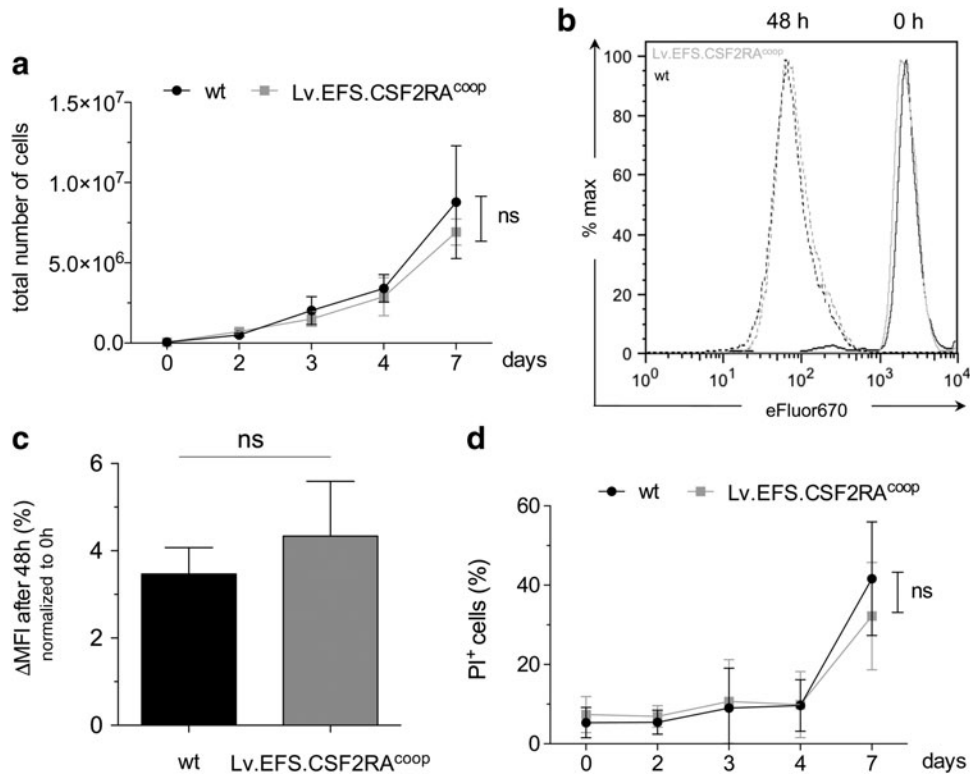 a
wt Lv.EFS.CSF2RAᶜᵒᵒᵖ
total number of cells
1.5×10⁷
1.0×10⁷
5.0×10⁶
0.0
0 2 3 4 7 days
ns
b
48 h 0 h
Lv.EFS.CSF2RAᶜᵒᵒᵖ
wt
% max
100
80
60
40
20
0
10⁰ 10¹ 10² 10³ 10⁴
eFluor670
c
ns
ΔMFI after 48h (%)
normalized to 0h
6
4
2
0
wt Lv.EFS.CSF2RAᶜᵒᵒᵖ
d
wt Lv.EFS.CSF2RAᶜᵒᵒᵖ
PI⁺ cells (%)
60
40
20
0
0 2 3 4 7 days
ns